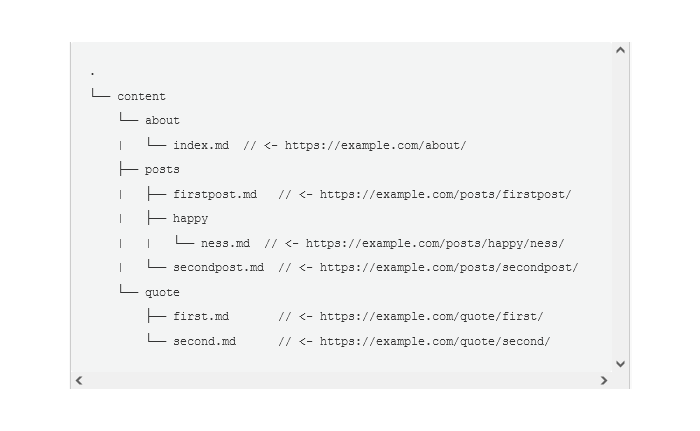 .
└── content
    └── about
    |   └── index.md  // <- https://example.com/about/
    ├── posts
    |   ├── firstpost.md   // <- https://example.com/posts/firstpost/
    |   ├── happy
    |   |   └── ness.md  // <- https://example.com/posts/happy/ness/
    |   └── secondpost.md  // <- https://example.com/posts/secondpost/
    └── quote
        ├── first.md       // <- https://example.com/quote/first/
        └── second.md      // <- https://example.com/quote/second/